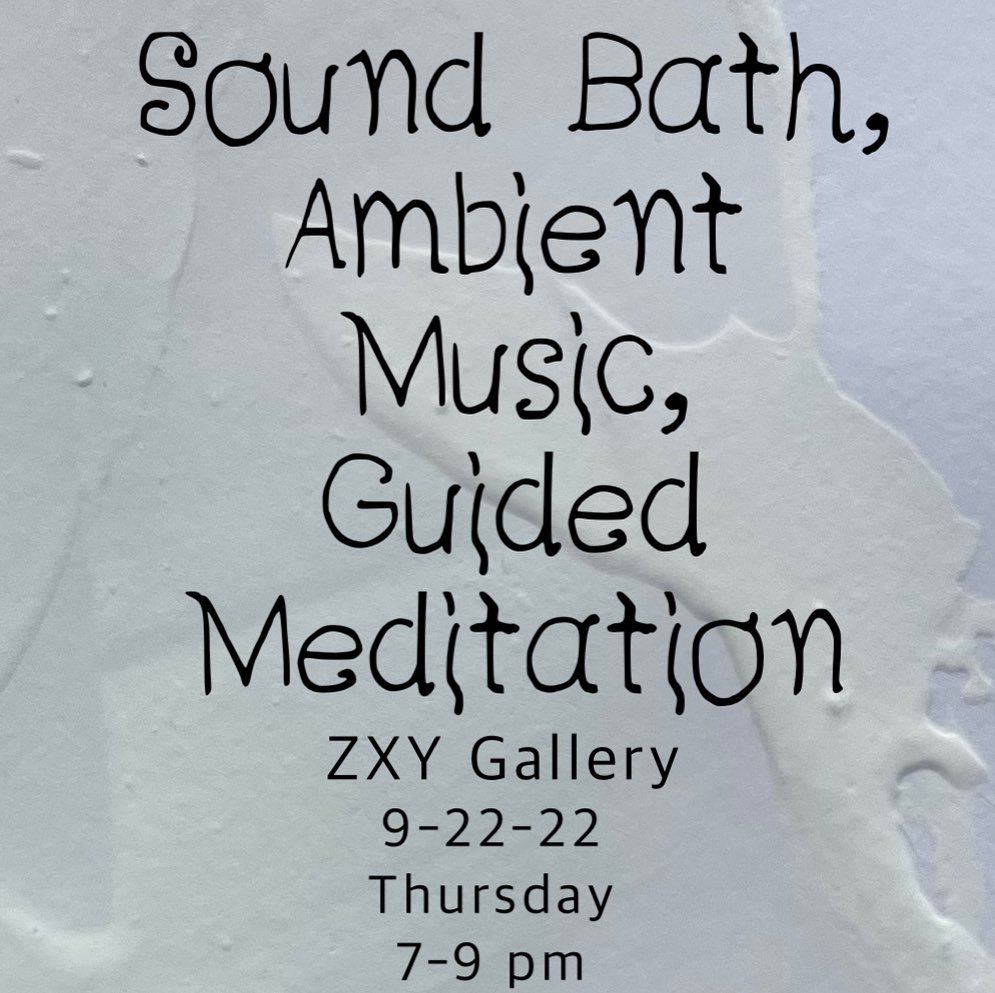 Sound Bath,
Ambient
Music,
Guided
Meditation
ZXY Gallery
9-22-22
Thursday
7-9 pm